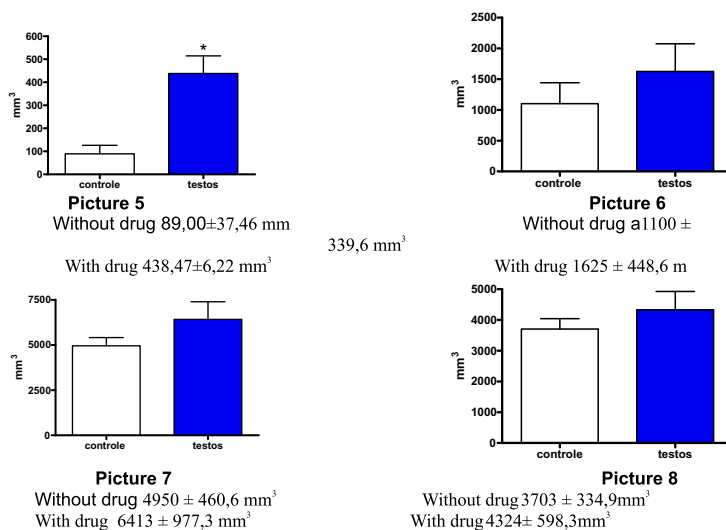 600
500
400
300
200
100
0
mm³
*
controle
testos
Picture 5
Without drug 89,00±37,46 mm
With drug 438,47±6,22 mm³
2500
2000
1500
1000
500
0
mm³
controle
testos
Picture 6
Without drug a1100 ±
339,6 mm³
With drug 1625 ± 448,6 m
7500
5000
2500
0
mm³
controle
testos
Picture 7
Without drug 4950 ± 460,6 mm³
With drug 6413 ± 977,3 mm³
5000
4000
3000
2000
1000
0
mm³
controle
testos
Picture 8
Without drug 3703 ± 334,9mm³
With drug 4324± 598,3mm³